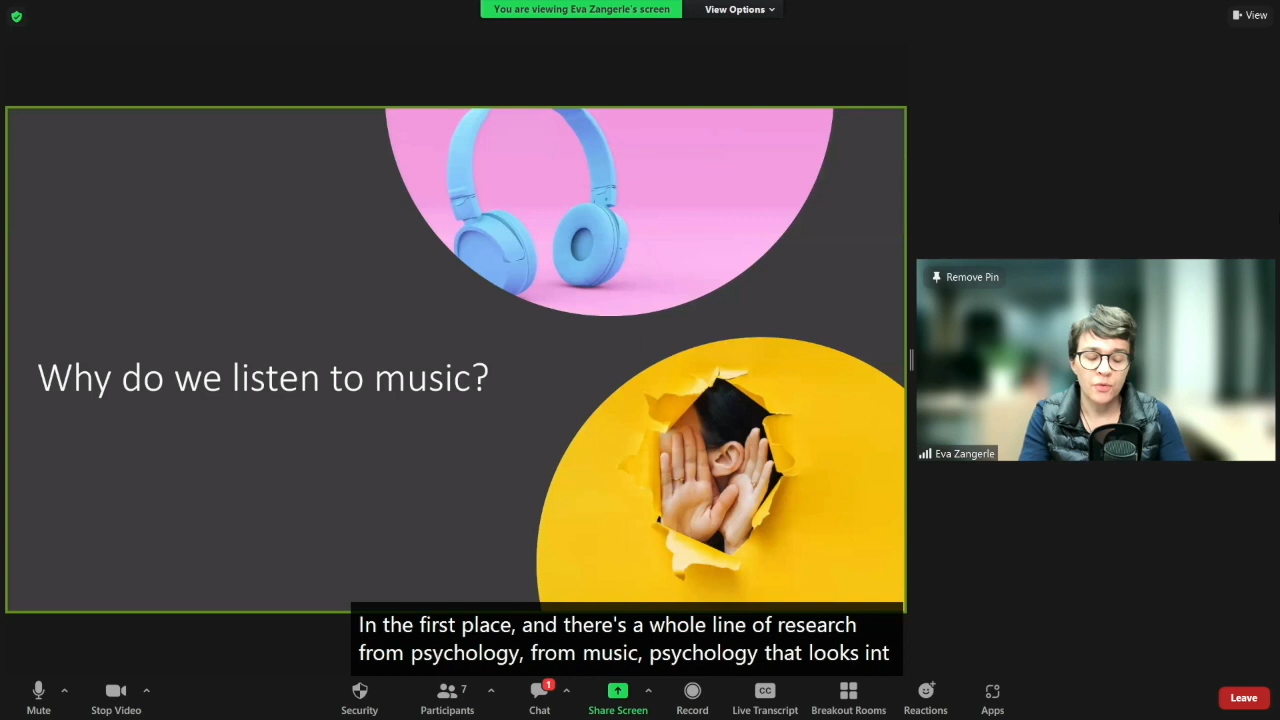 You are viewing Eva Zangerle's screen
View Options
View
Why do we listen to music?
Remove Pin
Eva Zangerle
In the first place, and there's a whole line of research
from psychology, from music, psychology that looks int
7
1
CC
Mute
Stop Video
Security
Participants
Chat
Share Screen
Record
Live Transcript
Breakout Rooms
Reactions
Apps
Leave